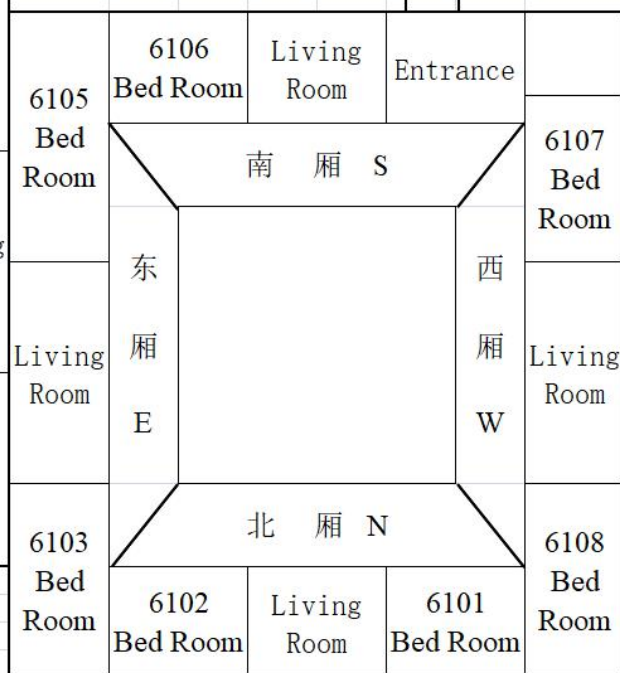 6106
Bed Room
Living
Room
Entrance
6105
Bed
Room
南 厢 S
6107
Bed
Room
东
厢
E
西
厢
W
Living
Room
Living
Room
北 厢 N
6103
Bed
Room
6102
Bed Room
Living
Room
6101
Bed Room
6108
Bed
Room